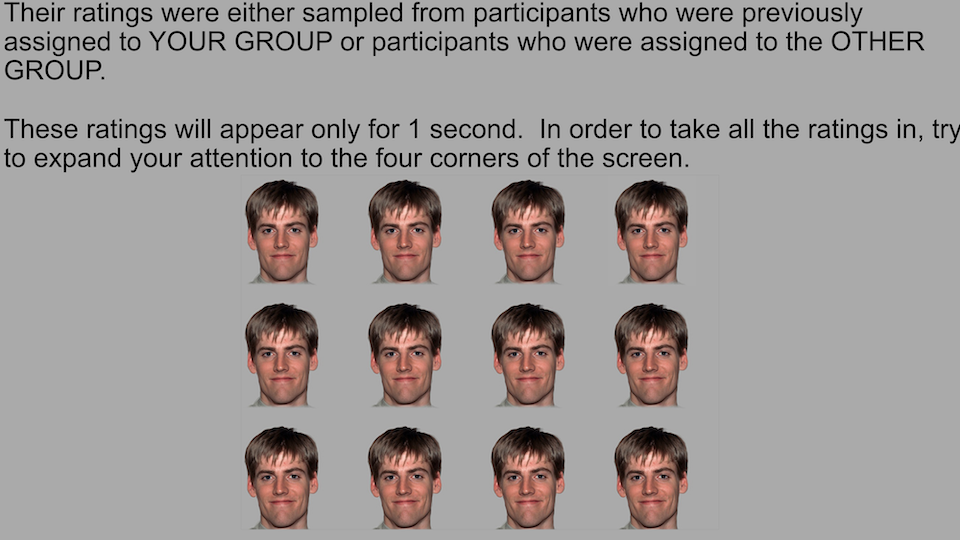 Their ratings were either sampled from participants who were previously
assigned to YOUR GROUP or participants who were assigned to the OTHER
GROUP.
These ratings will appear only for 1 second.  In order to take all the ratings in, try
to expand your attention to the four corners of the screen.